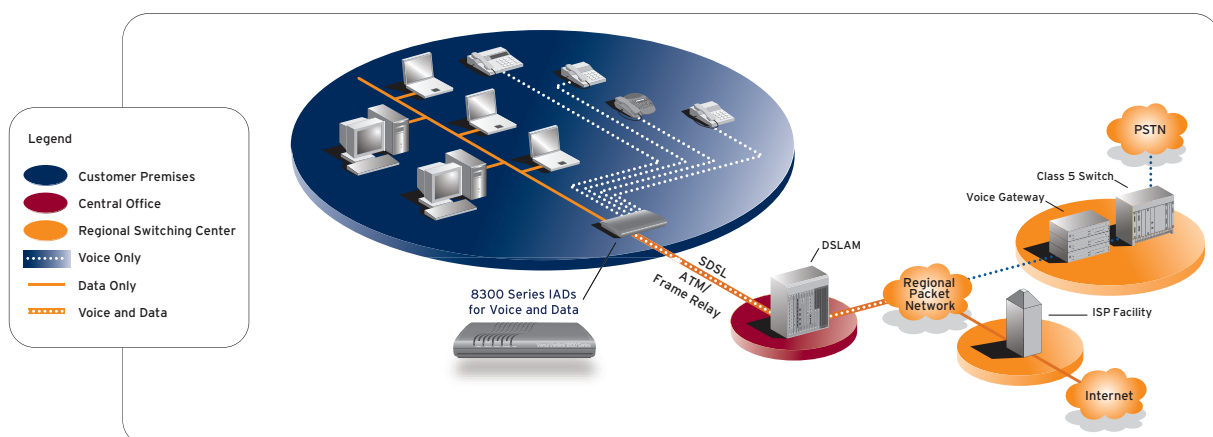 Legend
Customer Premises
Central Office
Regional Switching Center
Voice Only
Data Only
Voice and Data
8300 Series IADs
for Voice and Data
SDSL
ATM/
Frame Relay
DSLAM
Regional
Packet
Network
Voice Gateway
Class 5 Switch
PSTN
ISP Facility
Internet